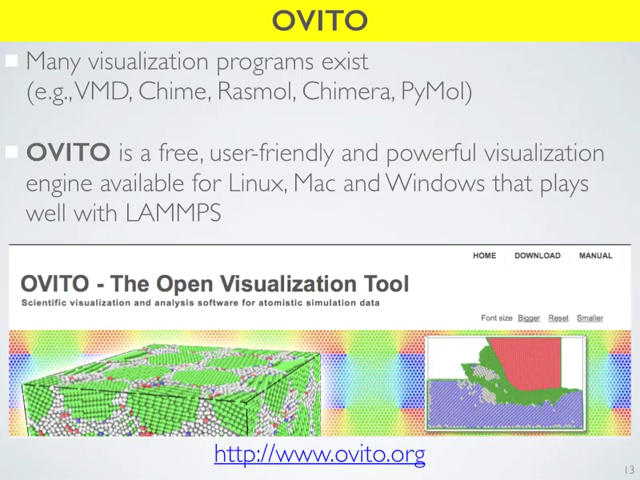 OVITO
Many visualization programs exist
(e.g., VMD, Chime, Rasmol, Chimera, PyMol)
OVITO is a free, user-friendly and powerful visualization
engine available for Linux, Mac and Windows that plays
well with LAMMPS
HOME DOWNLOAD MANUAL
OVITO - The Open Visualization Tool
Scientific visualization and analysis software for atomistic simulation data
Font size Bigger Reset Smaller
http://www.ovito.org
13